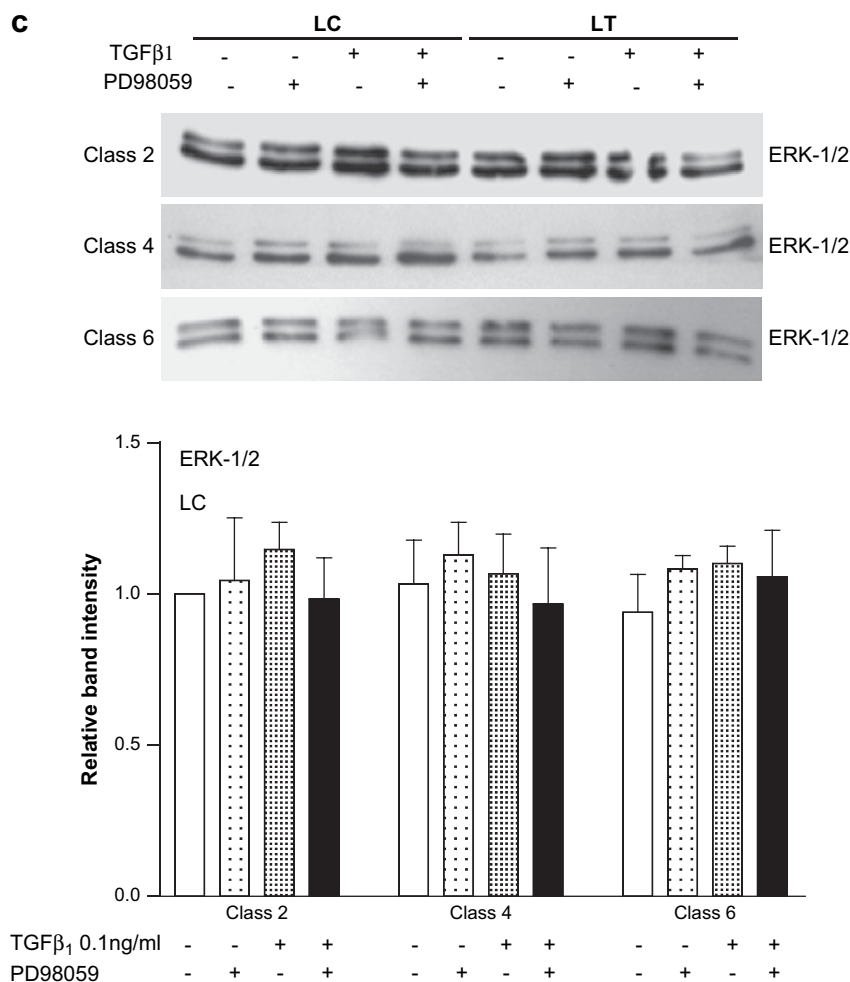 c
LC LT
TGFβ1 - - + + - - + +
PD98059 - + - + - + - +
Class 2 ERK-1/2
Class 4 ERK-1/2
Class 6 ERK-1/2
1.5
ERK-1/2
LC
1.0
Relative band intensity
0.5
0.0
Class 2 Class 4 Class 6
TGFβ₁ 0.1ng/ml - - + + - - + + - - + +
PD98059 - + - + - + - + - + - +